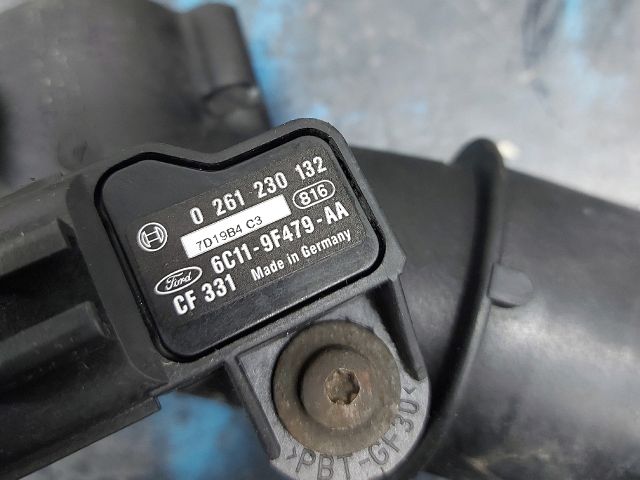 0 261 230 132
7D19B4 C3
816
Ford
6C11-9F479-AA
CF 331 Made in Germany
>PBT-GF30<